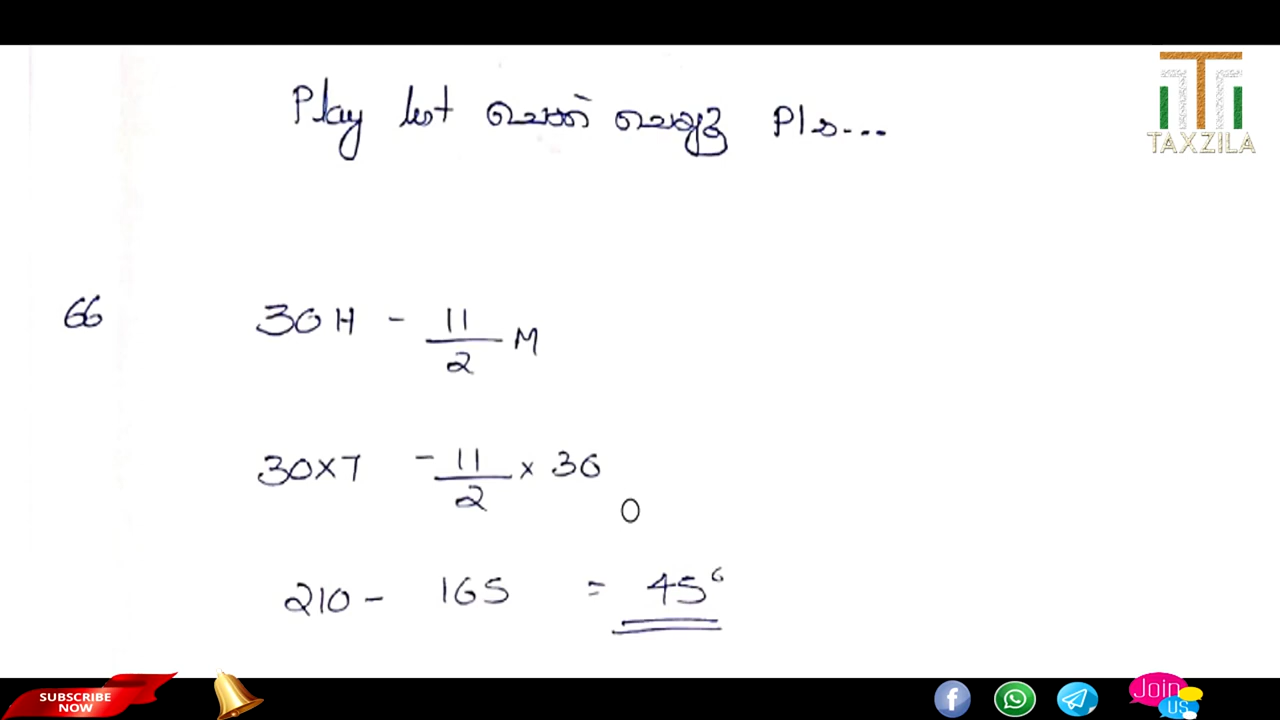 Play list ചെക്ക് ചെയ്യൂ Pls...
TAXZILA
66 30H - 11/2 M
30×7 - 11/2 × 30
0
210 - 165 = 45°
SUBSCRIBE
NOW
Join
US